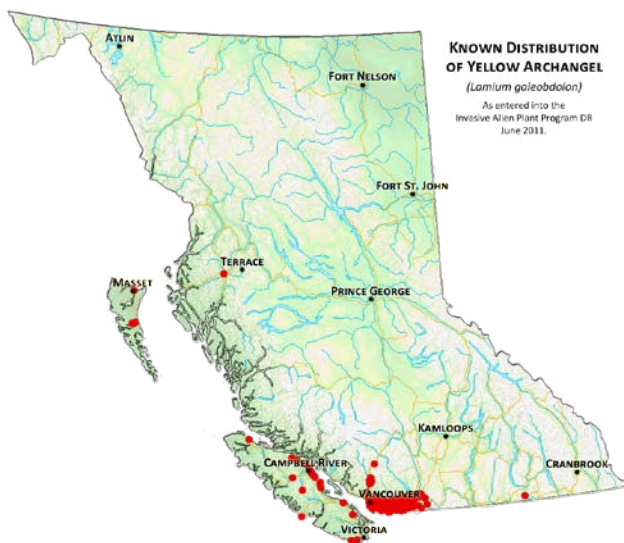 KNOWN DISTRIBUTION
OF YELLOW ARCHANGEL
(Lamium galeobdolon)
As entered into the
Invasive Alien Plant Program DB
June 2011.
ATLIN
FORT NELSON
FORT ST. JOHN
TERRACE
MASSET
PRINCE GEORGE
KAMLOOPS
CAMPBELL RIVER
CRANBROOK
VANCOUVER
VICTORIA